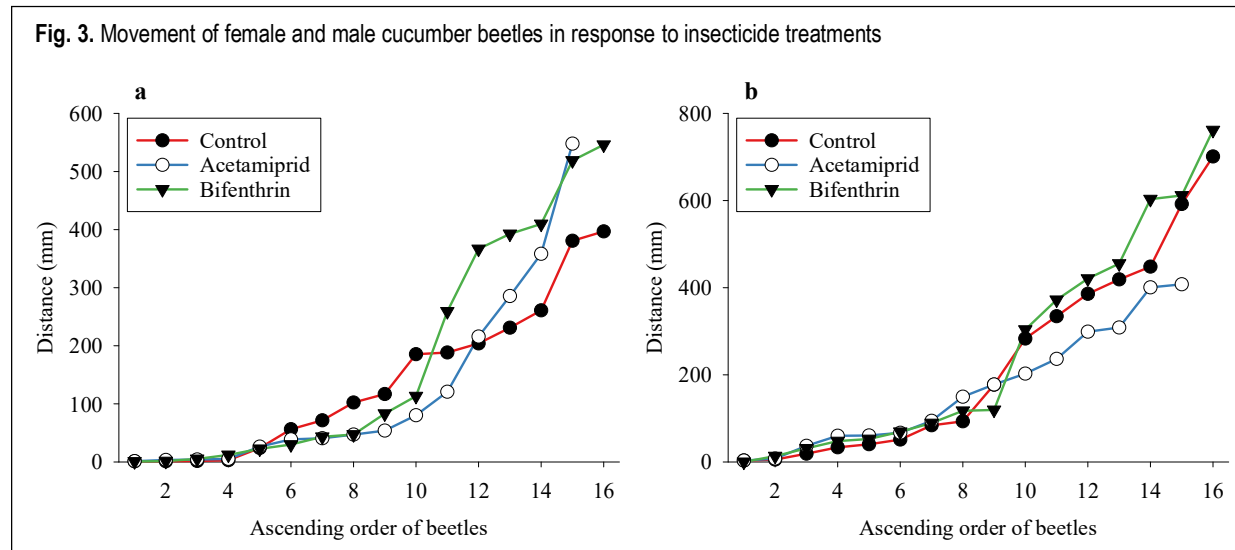 Fig. 3. Movement of female and male cucumber beetles in response to insecticide treatments
a
600
500
400
300
200
100
0
Distance (mm)
Control
Acetamiprid
Bifenthrin
2 4 6 8 10 12 14 16
Ascending order of beetles
b
800
600
400
200
0
Distance (mm)
Control
Acetamiprid
Bifenthrin
2 4 6 8 10 12 14 16
Ascending order of beetles